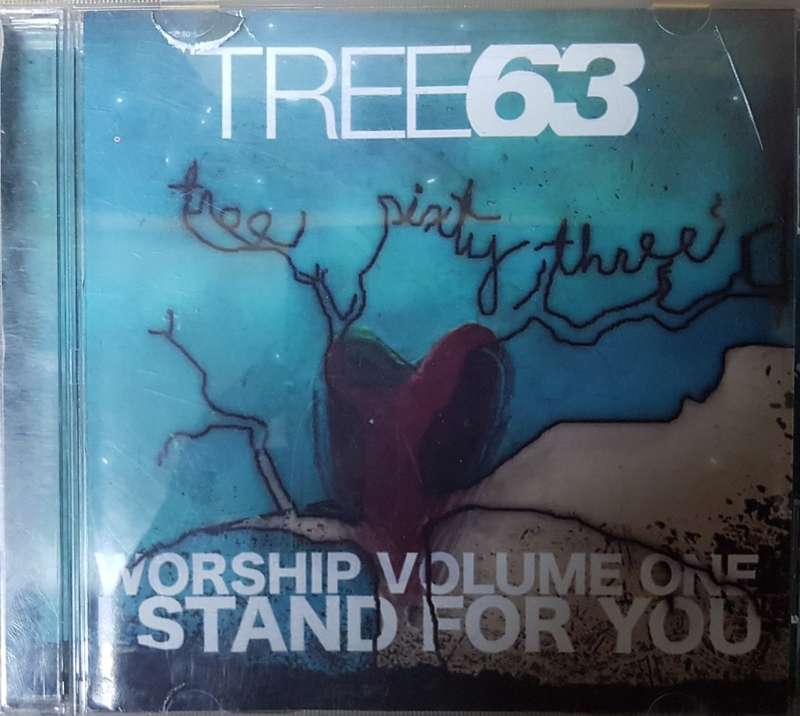 TREE63
tree sixty three
WORSHIP VOLUME ONE
I STAND FOR YOU